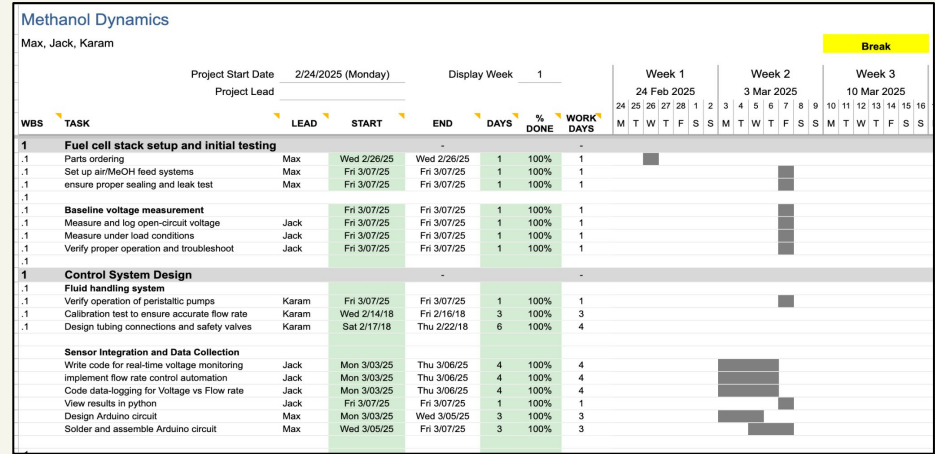 Methanol Dynamics
Max, Jack, Karam
Break
Project Start Date 2/24/2025 (Monday) Display Week 1 Week 1 Week 2 Week 3
Project Lead 24 Feb 2025 3 Mar 2025 10 Mar 2025
24 25 26 27 28 1 2 3 4 5 6 7 8 9 10 11 12 13 14 15 16
WBS TASK LEAD START END DAYS % DONE WORK DAYS M T W T F S S M T W T F S S M T W T F S S
1 Fuel cell stack setup and initial testing - -
.1 Parts ordering Max Wed 2/26/25 Wed 2/26/25 1 100% 1
.1 Set up air/MeOH feed systems Max Fri 3/07/25 Fri 3/07/25 1 100% 1
.1 ensure proper sealing and leak test Max Fri 3/07/25 Fri 3/07/25 1 100% 1
.1
.1 Baseline voltage measurement Fri 3/07/25 Fri 3/07/25 1 100% 1
.1 Measure and log open-circuit voltage Jack Fri 3/07/25 Fri 3/07/25 1 100% 1
.1 Measure under load conditions Jack Fri 3/07/25 Fri 3/07/25 1 100% 1
.1 Verify proper operation and troubleshoot Jack Fri 3/07/25 Fri 3/07/25 1 100% 1
.1
1 Control System Design - -
.1 Fluid handling system
.1 Verify operation of peristaltic pumps Karam Fri 3/07/25 Fri 3/07/25 1 100% 1
.1 Calibration test to ensure accurate flow rate Karam Wed 2/14/18 Fri 2/16/18 3 100% 3
.1 Design tubing connections and safety valves Karam Sat 2/17/18 Thu 2/22/18 6 100% 4
Sensor Integration and Data Collection
Write code for real-time voltage monitoring Jack Mon 3/03/25 Thu 3/06/25 4 100% 4
implement flow rate control automation Jack Mon 3/03/25 Thu 3/06/25 4 100% 4
Code data-logging for Voltage vs Flow rate Jack Mon 3/03/25 Thu 3/06/25 4 100% 4
View results in python Jack Fri 3/07/25 Fri 3/07/25 1 100% 1
Design Arduino circuit Max Mon 3/03/25 Wed 3/05/25 3 100% 3
Solder and assemble Arduino circuit Max Wed 3/05/25 Fri 3/07/25 3 100% 3